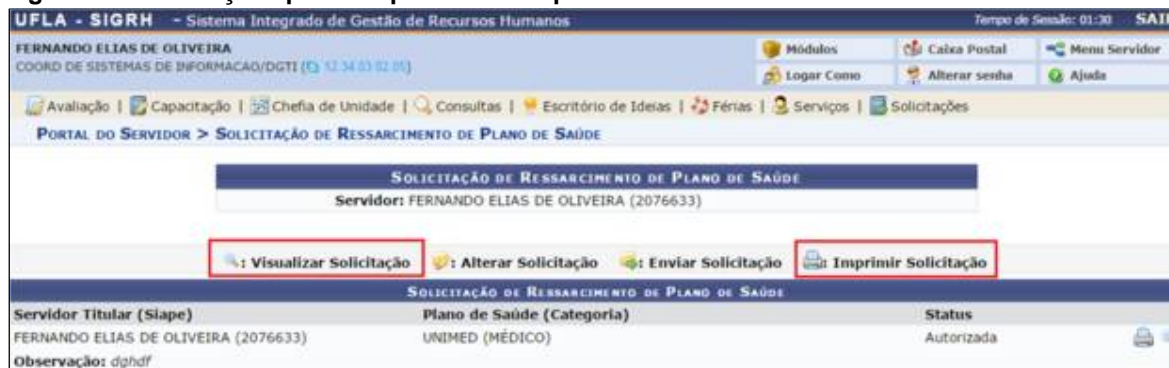 UFLA - SIGRH - Sistema Integrado de Gestão de Recursos Humanos Tempo de Sessão: 01:30 SAI
FERNANDO ELIAS DE OLIVEIRA Módulos Caixa Postal Menu Servidor
COORD DE SISTEMAS DE INFORMACAO/DGTI Logar Como Alterar senha Ajuda
Avaliação | Capacitação | Chefia de Unidade | Consultas | Escritório de Ideias | Férias | Serviços | Solicitações
PORTAL DO SERVIDOR > SOLICITAÇÃO DE RESSARCIMENTO DE PLANO DE SAÚDE
SOLICITAÇÃO DE RESSARCIMENTO DE PLANO DE SAÚDE
Servidor: FERNANDO ELIAS DE OLIVEIRA (2076633)
: Visualizar Solicitação : Alterar Solicitação : Enviar Solicitação : Imprimir Solicitação
SOLICITAÇÃO DE RESSARCIMENTO DE PLANO DE SAÚDE
Servidor Titular (Siape) Plano de Saúde (Categoria) Status
FERNANDO ELIAS DE OLIVEIRA (2076633) UNIMED (MÉDICO) Autorizada
Observação: dghdf